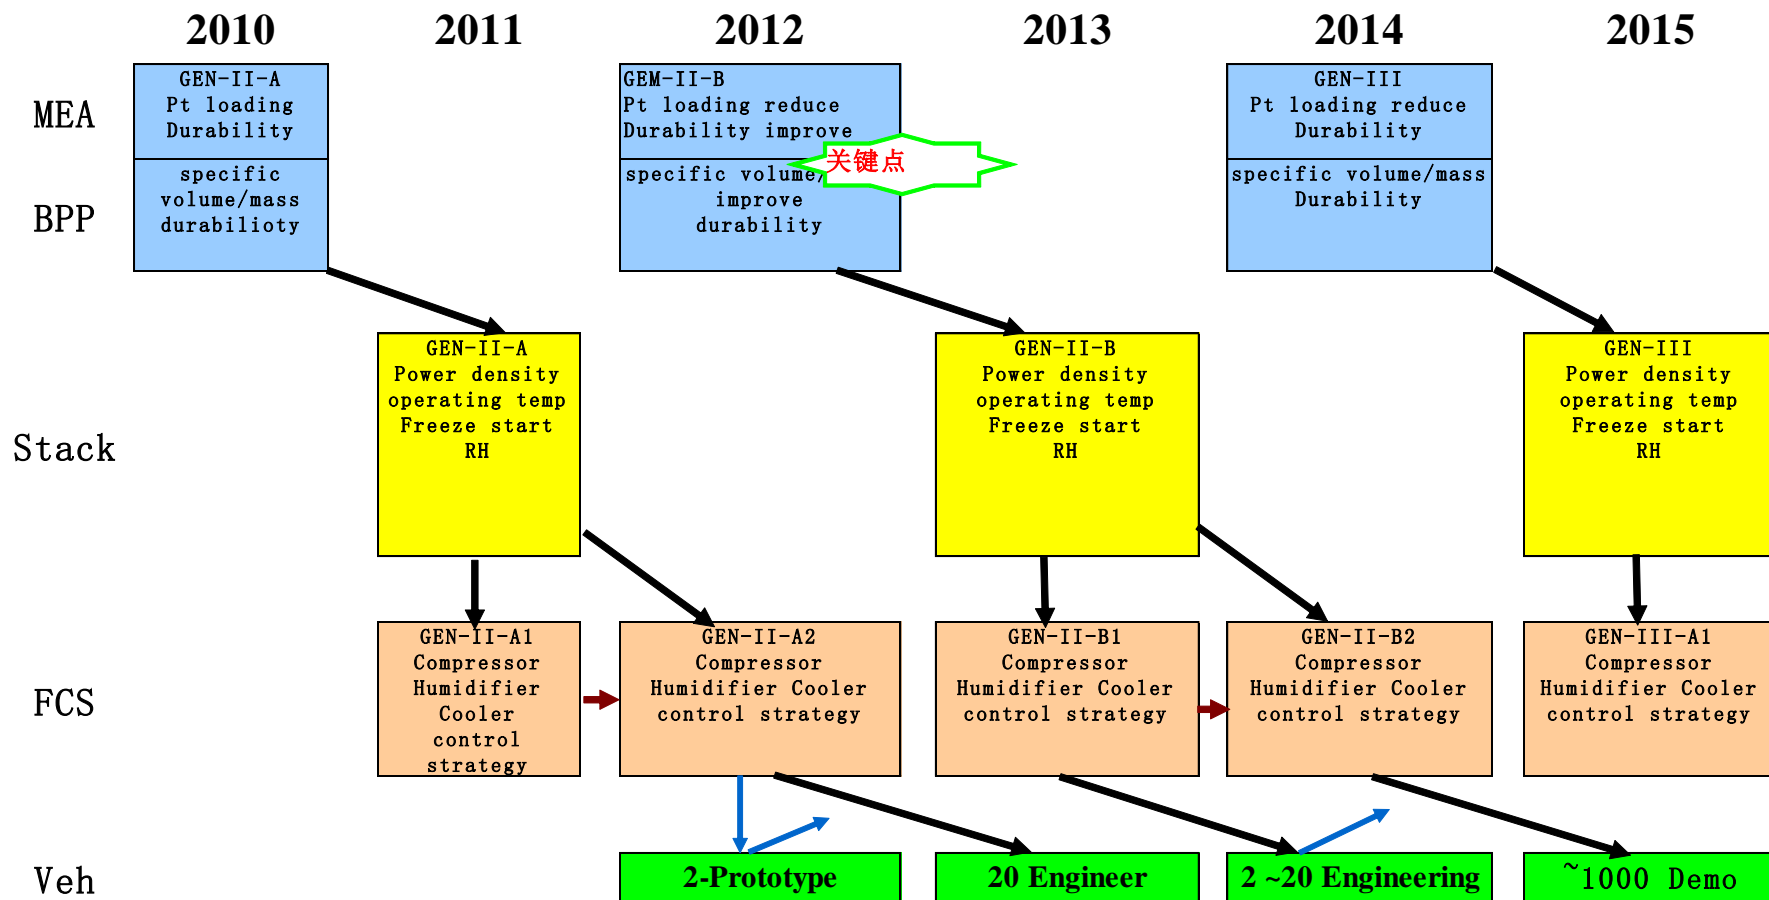 2010 2011 2012 2013 2014 2015
MEA
GEN-II-A
Pt loading
Durability
GEM-II-B
Pt loading reduce
Durability improve
GEN-III
Pt loading reduce
Durability
关键点
BPP
specific
volume/mass
durabilioty
specific volume/
improve
durability
specific volume/mass
Durability
Stack
GEN-II-A
Power density
operating temp
Freeze start
RH
GEN-II-B
Power density
operating temp
Freeze start
RH
GEN-III
Power density
operating temp
Freeze start
RH
FCS
GEN-II-A1
Compressor
Humidifier
Cooler
control
strategy
GEN-II-A2
Compressor
Humidifier Cooler
control strategy
GEN-II-B1
Compressor
Humidifier Cooler
control strategy
GEN-II-B2
Compressor
Humidifier Cooler
control strategy
GEN-III-A1
Compressor
Humidifier Cooler
control strategy
Veh
2-Prototype
20 Engineer
2 ~20 Engineering
~1000 Demo